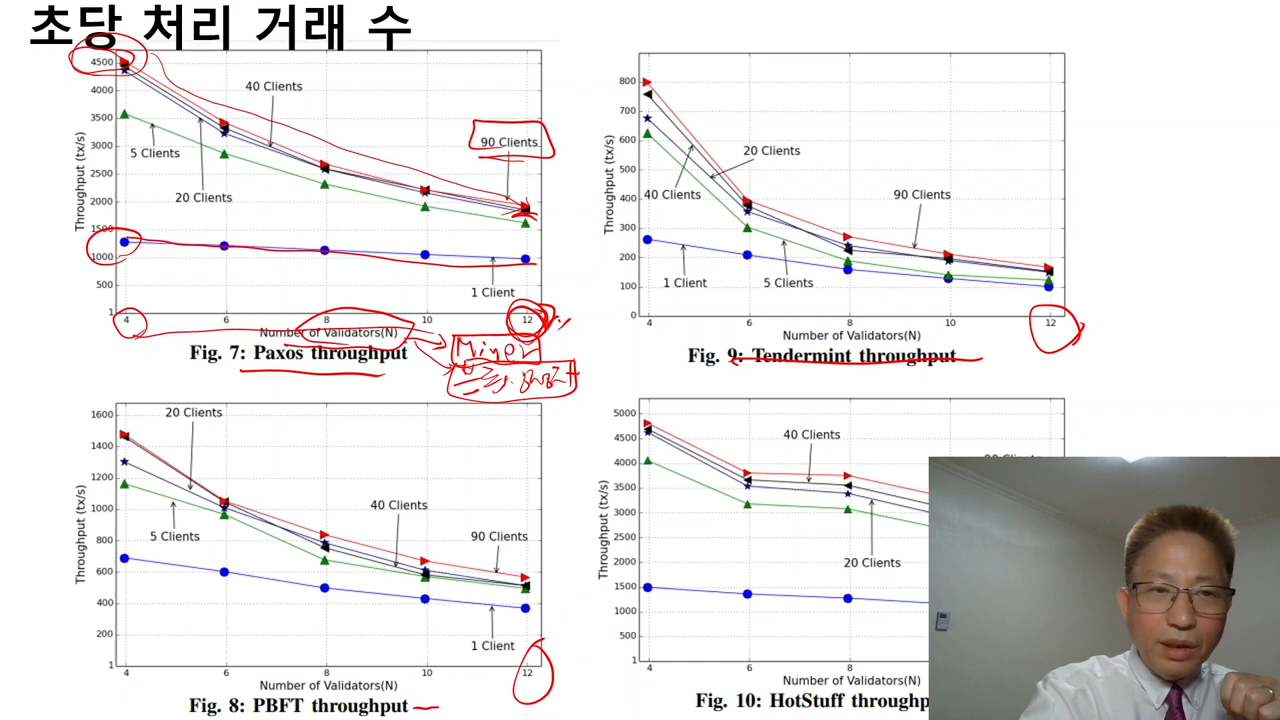 초당 처리 거래 수
4500
4000
3500
3000
2500
2000
1500
1000
500
1
Throughput (tx/s)
40 Clients
90 Clients
5 Clients
20 Clients
1 Client
4 6 8 10 12
Number of Validators(N)
Fig. 7: Paxos throughput
Miner
800
700
600
500
400
300
200
100
0
Throughput (tx/s)
20 Clients
40 Clients
90 Clients
1 Client
5 Clients
4 6 8 10 12
Number of Validators(N)
Fig. 9: Tendermint throughput
1600
1400
1200
1000
800
600
400
200
1
Throughput (tx/s)
20 Clients
40 Clients
5 Clients
90 Clients
1 Client
4 6 8 10 12
Number of Validators(N)
Fig. 8: PBFT throughput
5000
4500
4000
3500
3000
2500
2000
1500
1000
500
1
Throughput (tx/s)
40 Clients
20 Clients
4 6 8
Number of Validators(N)
Fig. 10: HotStuff throughp